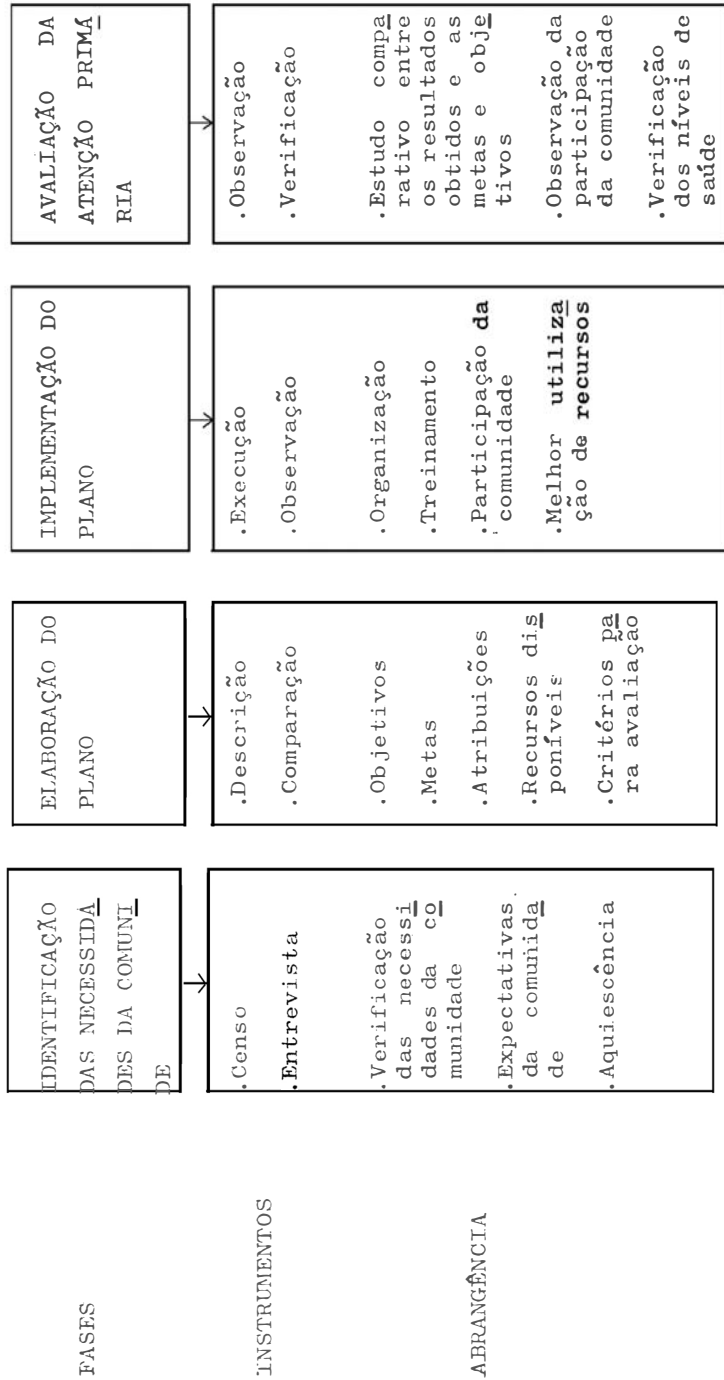 FASES
IDENTIFICAÇÃO
DAS NECESSIDA
DES DA COMUNI
DE
ELABORAÇÃO DO
PLANO
IMPLEMENTAÇÃO DO
PLANO
AVALIAÇÃO DA
ATENÇÃO PRIMÁ
RIA
INSTRUMENTOS
.Censo
.Entrevista
.Descrição
.Comparação
.Execução
.Observação
.Observação
.Verificação
ABRANGÊNCIA
.Verificação
das necessi
dades da co
munidade
.Expectativas
da comunida
de
.Aquiescência
.Objetivos
.Metas
.Atribuições
.Recursos dis
poníveis
.Critérios pa
ra avaliação
.Organização
.Treinamento
.Participação da
comunidade
.Melhor utiliza
ção de recursos
.Estudo compa
rativo entre
os resultados
obtidos e as
metas e obje
tivos
.Observação da
participação
da comunidade
.Verificação
dos níveis de
saúde